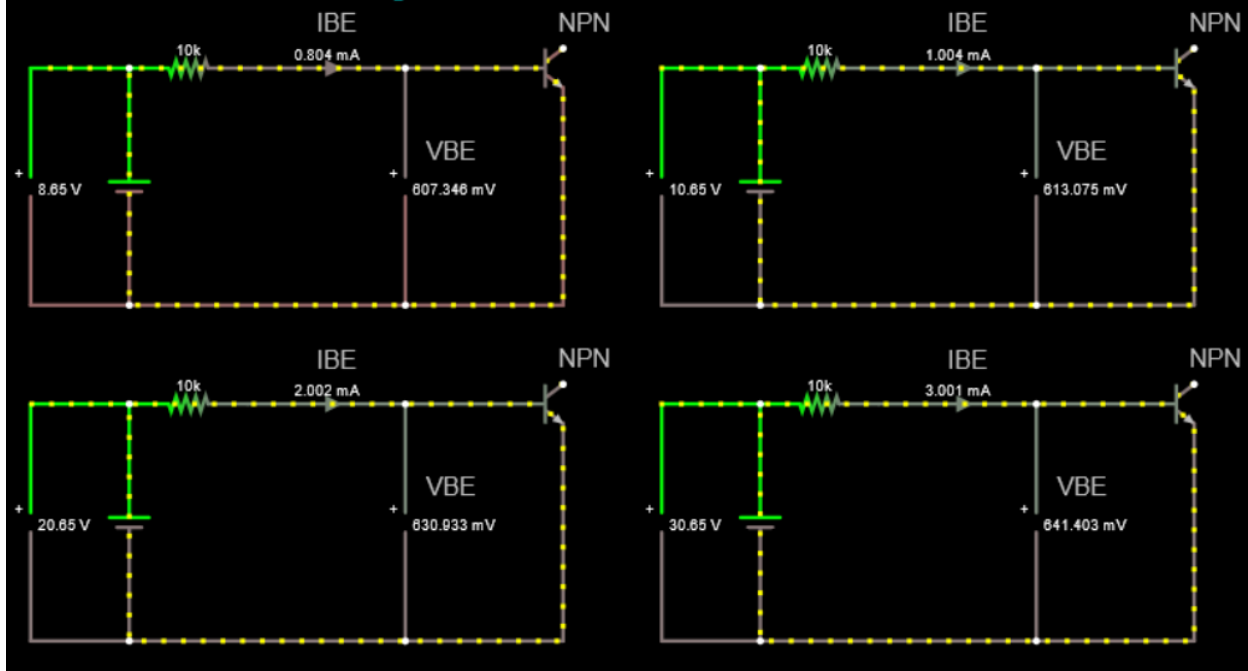 IBE NPN
10k 0.804 mA
VBE
+ 8.65 V + 607.346 mV
IBE NPN
10k 1.004 mA
VBE
+ 10.65 V + 613.075 mV
IBE NPN
10k 2.002 mA
VBE
+ 20.65 V + 630.933 mV
IBE NPN
10k 3.001 mA
VBE
+ 30.65 V + 641.403 mV